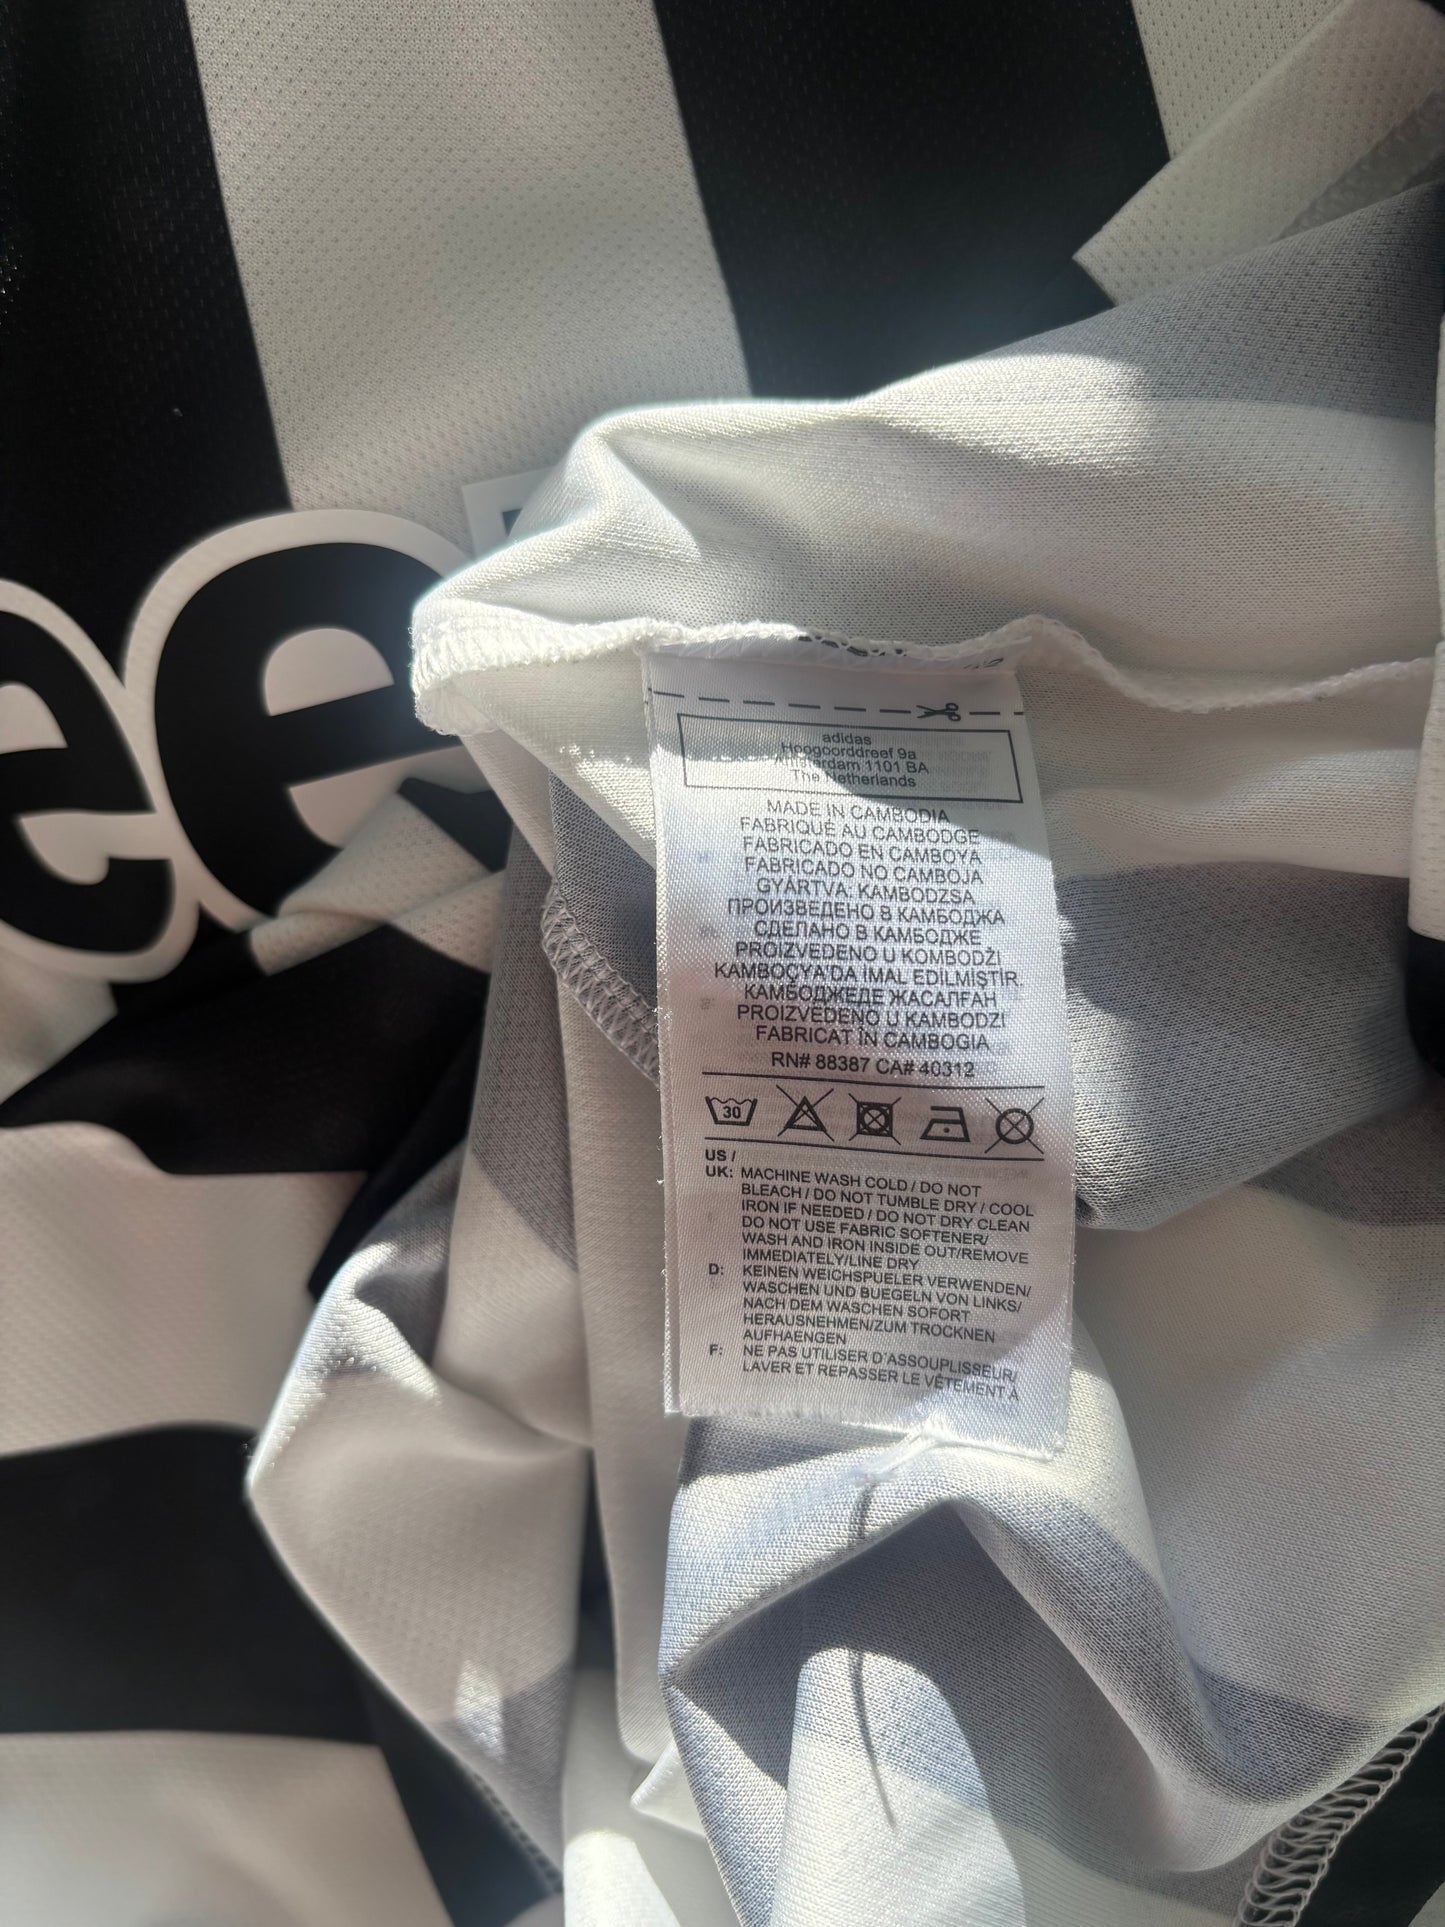 ee
adidas
Hoogoorddreef 9a
Amsterdam 1101 BA
The Netherlands
MADE IN CAMBODIA
FABRIQUÉ AU CAMBODGE
FABRICADO EN CAMBOYA
FABRICADO NO CAMBOJA
GYÁRTVA: KAMBODZSA
ПРОИЗВЕДЕНО В КАМБОДЖА
СДЕЛАНО В КАМБОДЖЕ
PROIZVEDENO U KOMBODŽI
KAMBOÇYA'DA IMAL EDILMIŞTIR.
КАМБОДЖЕДЕ ЖАСАЛҒАН
PROIZVEDENO U KAMBODZI
FABRICAT ÎN CAMBOGIA
RN# 88387 CA# 40312
30
US /
UK: MACHINE WASH COLD / DO NOT
BLEACH / DO NOT TUMBLE DRY / COOL
IRON IF NEEDED / DO NOT DRY CLEAN
DO NOT USE FABRIC SOFTENER/
WASH AND IRON INSIDE OUT/REMOVE
IMMEDIATELY/LINE DRY
D: KEINEN WEICHSPUELER VERWENDEN/
WASCHEN UND BUEGELN VON LINKS/
NACH DEM WASCHEN SOFORT
HERAUSNEHMEN/ZUM TROCKNEN
AUFHAENGEN
F: NE PAS UTILISER D'ASSOUPLISSEUR/
LAVER ET REPASSER LE VÊTEMENT À